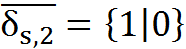 δ̅s,2 = {1|0}